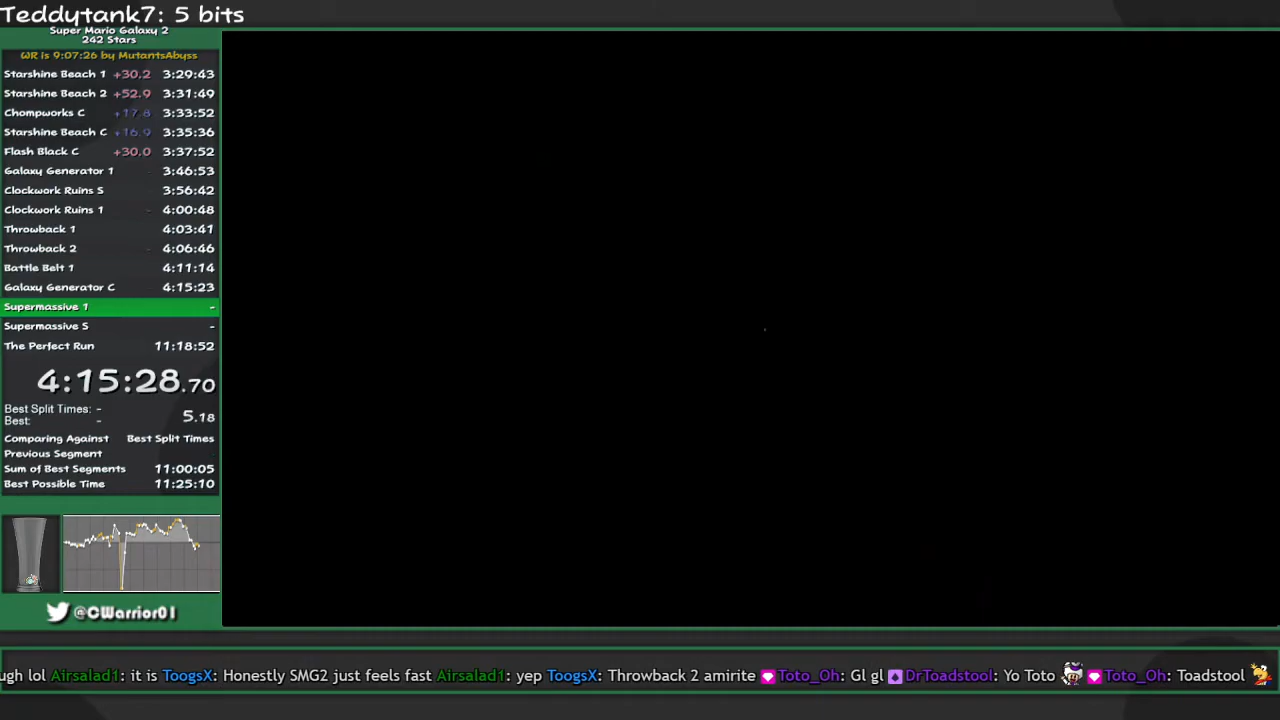 Teddytank7: 5 bits
Super Mario Galaxy 2
242 Stars
WR is 9:07:26 by MutantsAbyss
Starshine Beach 1 +30.2 3:29:43
Starshine Beach 2 +52.9 3:31:49
Chompworks C +17.8 3:33:52
Starshine Beach C +16.9 3:35:36
Flash Black C +30.0 3:37:52
Galaxy Generator 1 - 3:46:53
Clockwork Ruins S 3:56:42
Clockwork Ruins 1 - 4:00:48
Throwback 1 4:03:41
Throwback 2 - 4:06:46
Battle Belt 1 4:11:14
Galaxy Generator C 4:15:23
Supermassive 1 -
Supermassive S -
The Perfect Run 11:18:52
4:15:28.70
Best Split Times: - 5.18
Best: -
Comparing Against Best Split Times
Previous Segment
Sum of Best Segments 11:00:05
Best Possible Time 11:25:10
@CWarrior01
ugh lol Airsalad1: it is ToogsX: Honestly SMG2 just feels fast Airsalad1: yep ToogsX: Throwback 2 amirite Toto_Oh: Gl gl DrToadstool: Yo Toto Toto_Oh: Toadstool